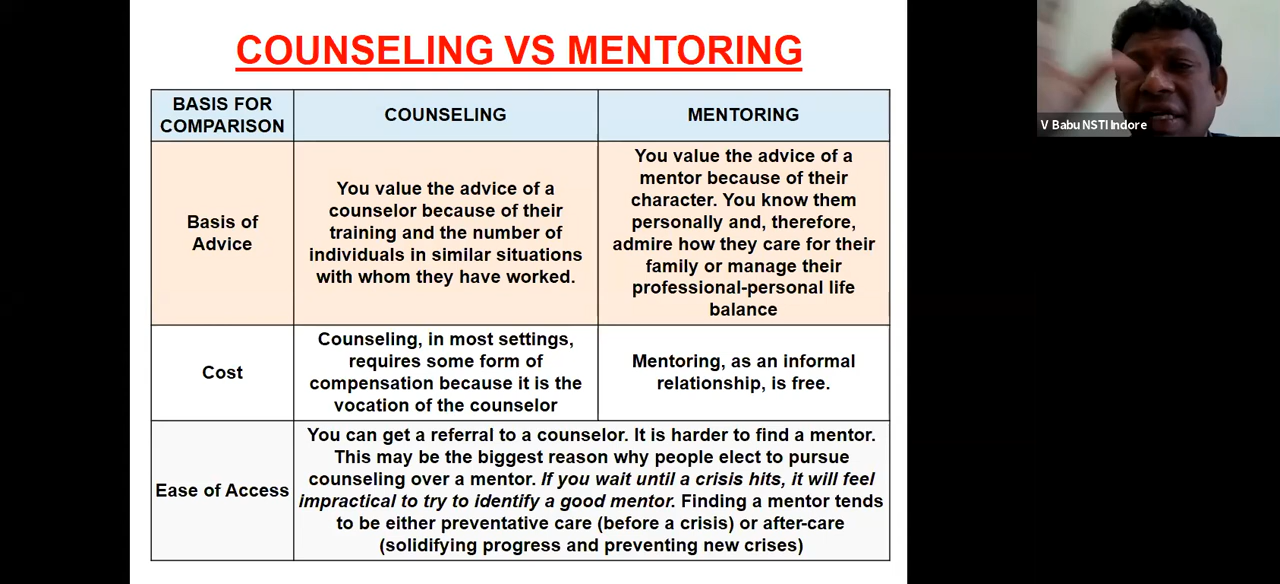 COUNSELING VS MENTORING
BASIS FOR
COMPARISON
COUNSELING
MENTORING
Basis of
Advice
You value the advice of a
counselor because of their
training and the number of
individuals in similar situations
with whom they have worked.
You value the advice of a
mentor because of their
character. You know them
personally and, therefore,
admire how they care for their
family or manage their
professional-personal life
balance
Cost
Counseling, in most settings,
requires some form of
compensation because it is the
vocation of the counselor
Mentoring, as an informal
relationship, is free.
Ease of Access
You can get a referral to a counselor. It is harder to find a mentor.
This may be the biggest reason why people elect to pursue
counseling over a mentor. If you wait until a crisis hits, it will feel
impractical to try to identify a good mentor. Finding a mentor tends
to be either preventative care (before a crisis) or after-care
(solidifying progress and preventing new crises)
V Babu NSTI Indore